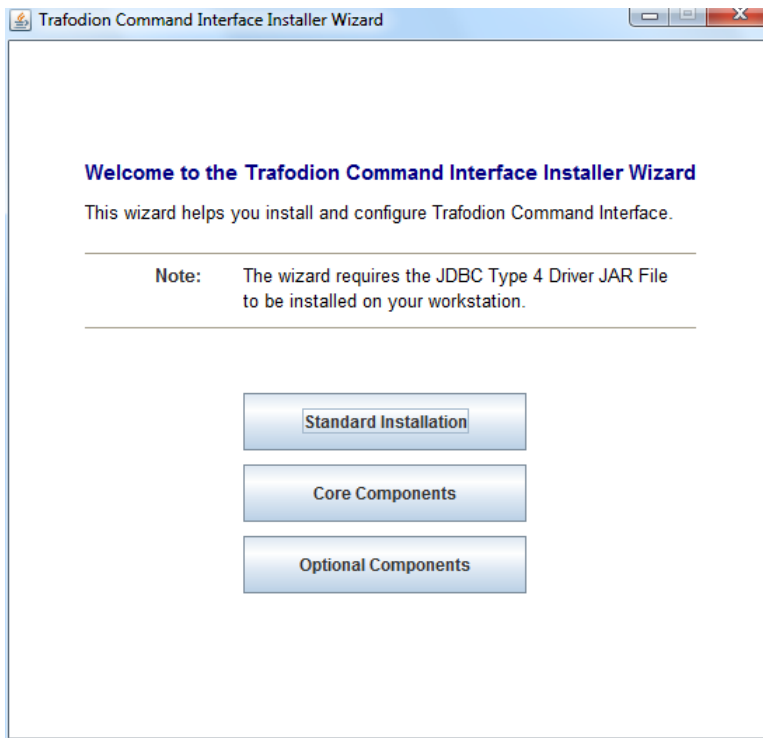 Trafodion Command Interface Installer Wizard
Welcome to the Trafodion Command Interface Installer Wizard
This wizard helps you install and configure Trafodion Command Interface.
Note: The wizard requires the JDBC Type 4 Driver JAR File
to be installed on your workstation.
Standard Installation
Core Components
Optional Components